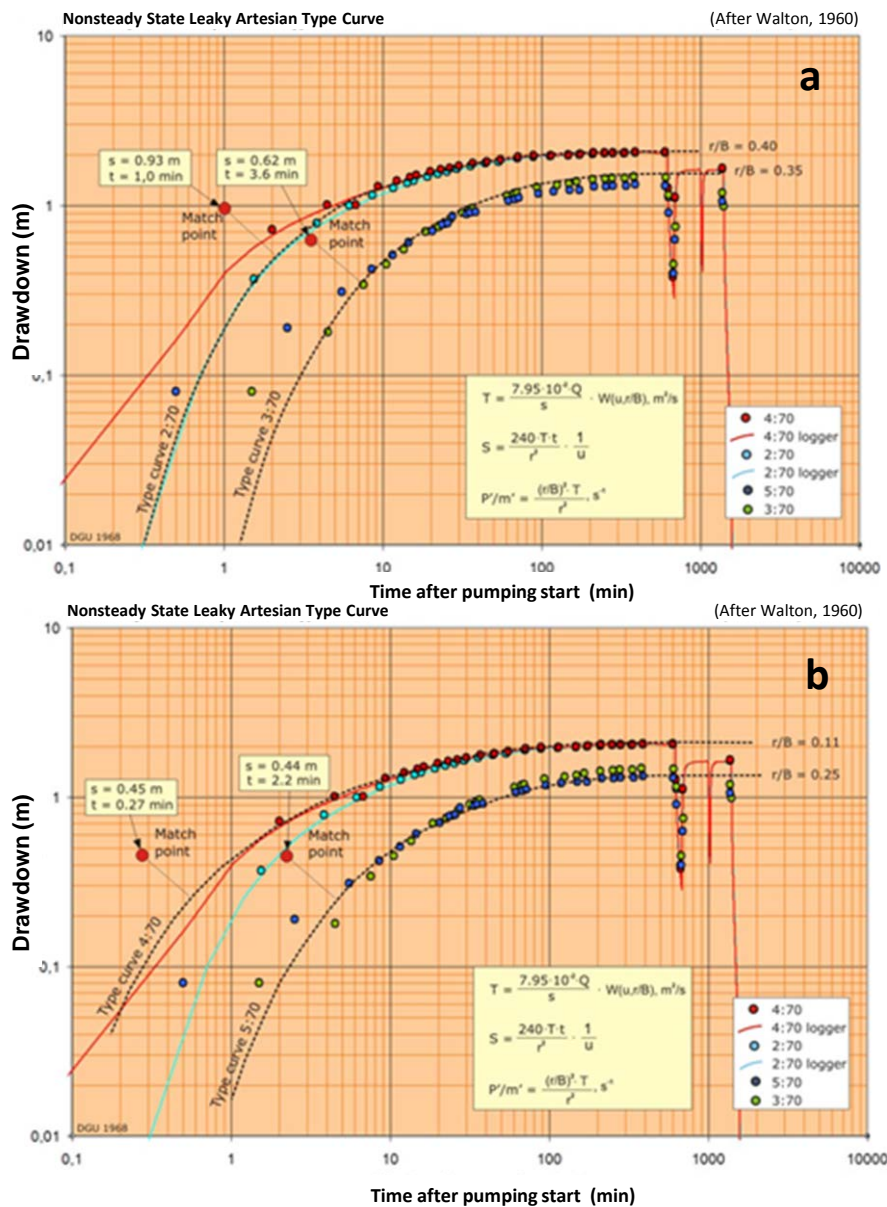 Nonsteady State Leaky Artesian Type Curve (After Walton, 1960)
a
10
1
0,1
0,01
Drawdown (m)
s = 0.93 m
t = 1,0 min
s = 0.62 m
t = 3.6 min
Match
point
Match
point
r/B = 0.40
r/B = 0.35
Type curve 2:70
Type curve 3:70
T = 7.95·10⁻²·Q / s · W(u,r/B), m²/s
S = 240·T·t / r² · 1 / u
P'/m' = (r/B)²·T / r² , s⁻¹
4:70
4:70 logger
2:70
2:70 logger
5:70
3:70
DGU 1968
0,1 1 10 100 1000 10000
Time after pumping start (min)
Nonsteady State Leaky Artesian Type Curve (After Walton, 1960)
b
10
1
0,1
0,01
Drawdown (m)
s = 0.45 m
t = 0.27 min
s = 0.44 m
t = 2.2 min
Match
point
Match
point
r/B = 0.11
r/B = 0.25
Type curve 4:70
Type curve 5:70
T = 7.95·10⁻²·Q / s · W(u,r/B), m²/s
S = 240·T·t / r² · 1 / u
P'/m' = (r/B)²·T / r² , s⁻¹
4:70
4:70 logger
2:70
2:70 logger
5:70
3:70
DGU 1968
0,1 1 10 100 1000 10000
Time after pumping start (min)